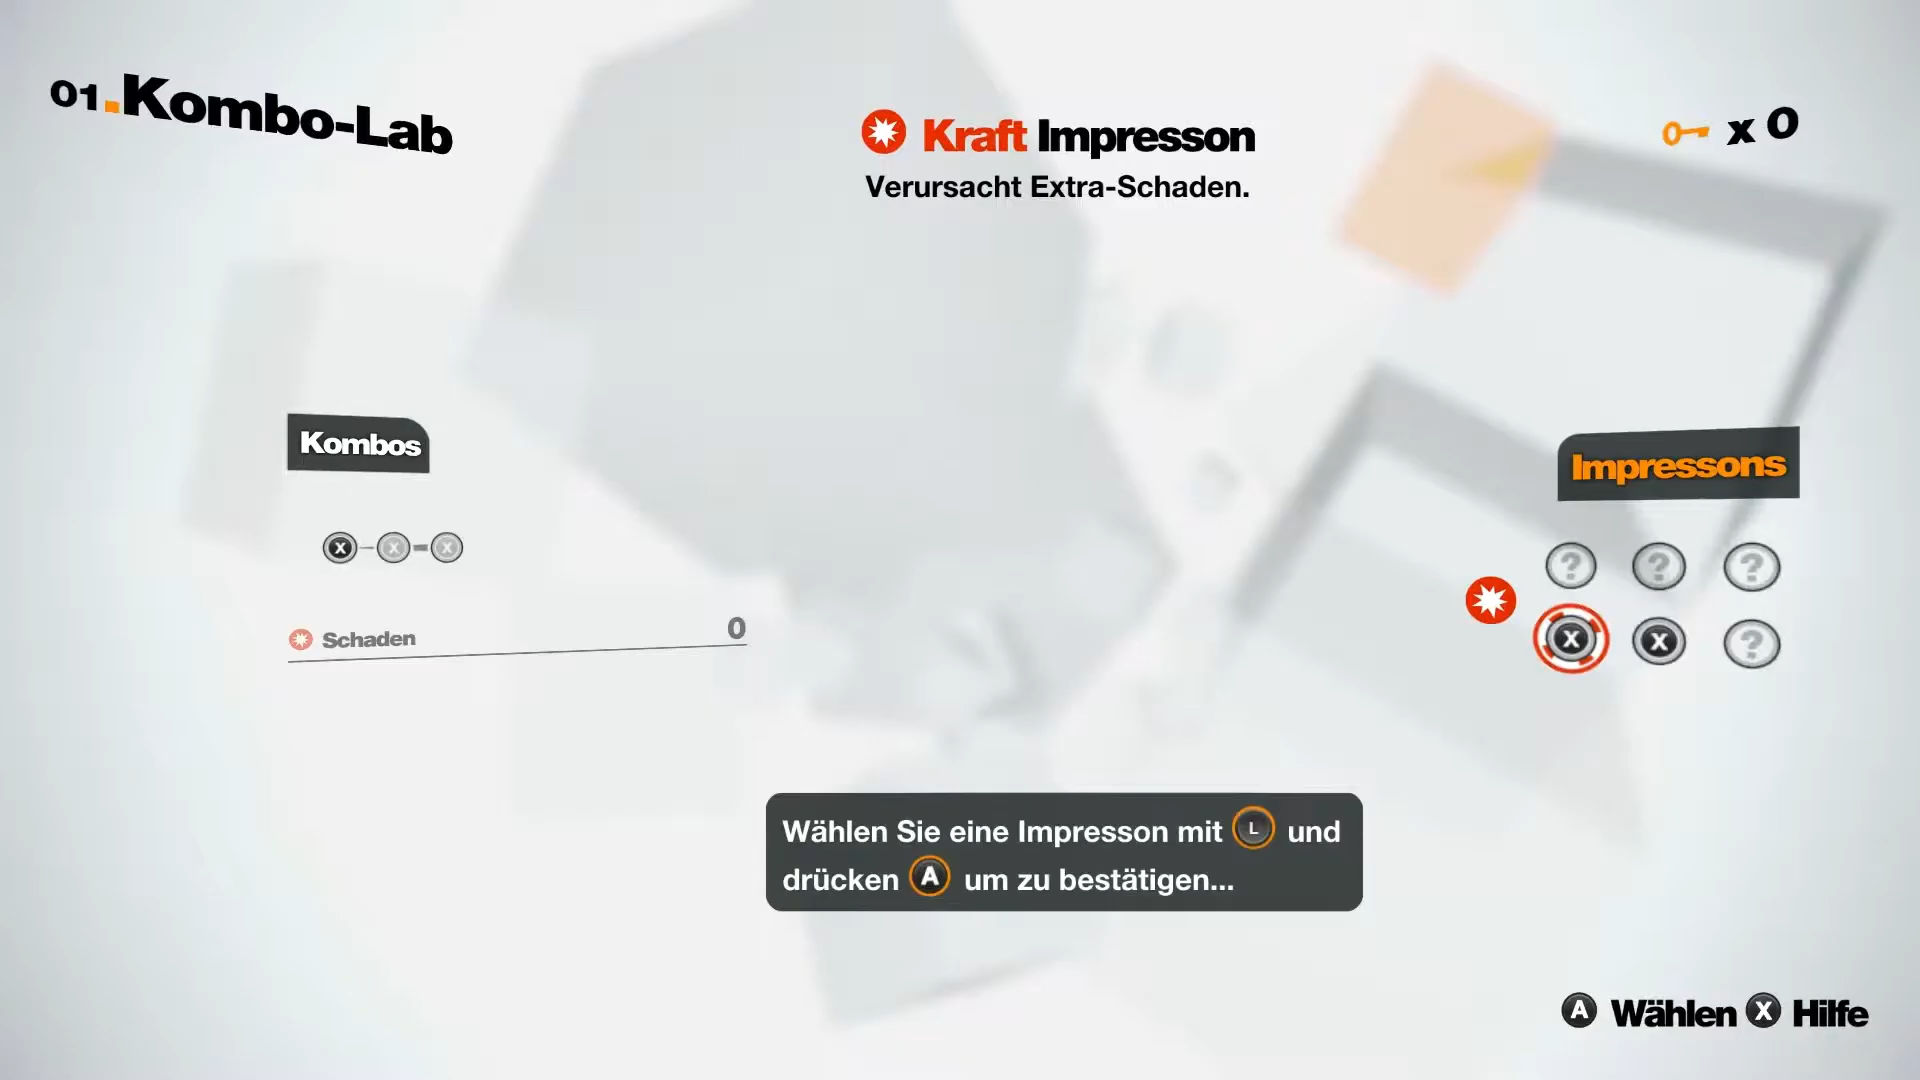 01.Kombo-Lab
Kraft Impresson
Verursacht Extra-Schaden.
x 0
Kombos
X - X - X
Schaden 0
Impressons
? ? ?
X X ?
Wählen Sie eine Impresson mit L und
drücken A um zu bestätigen...
A Wählen X Hilfe